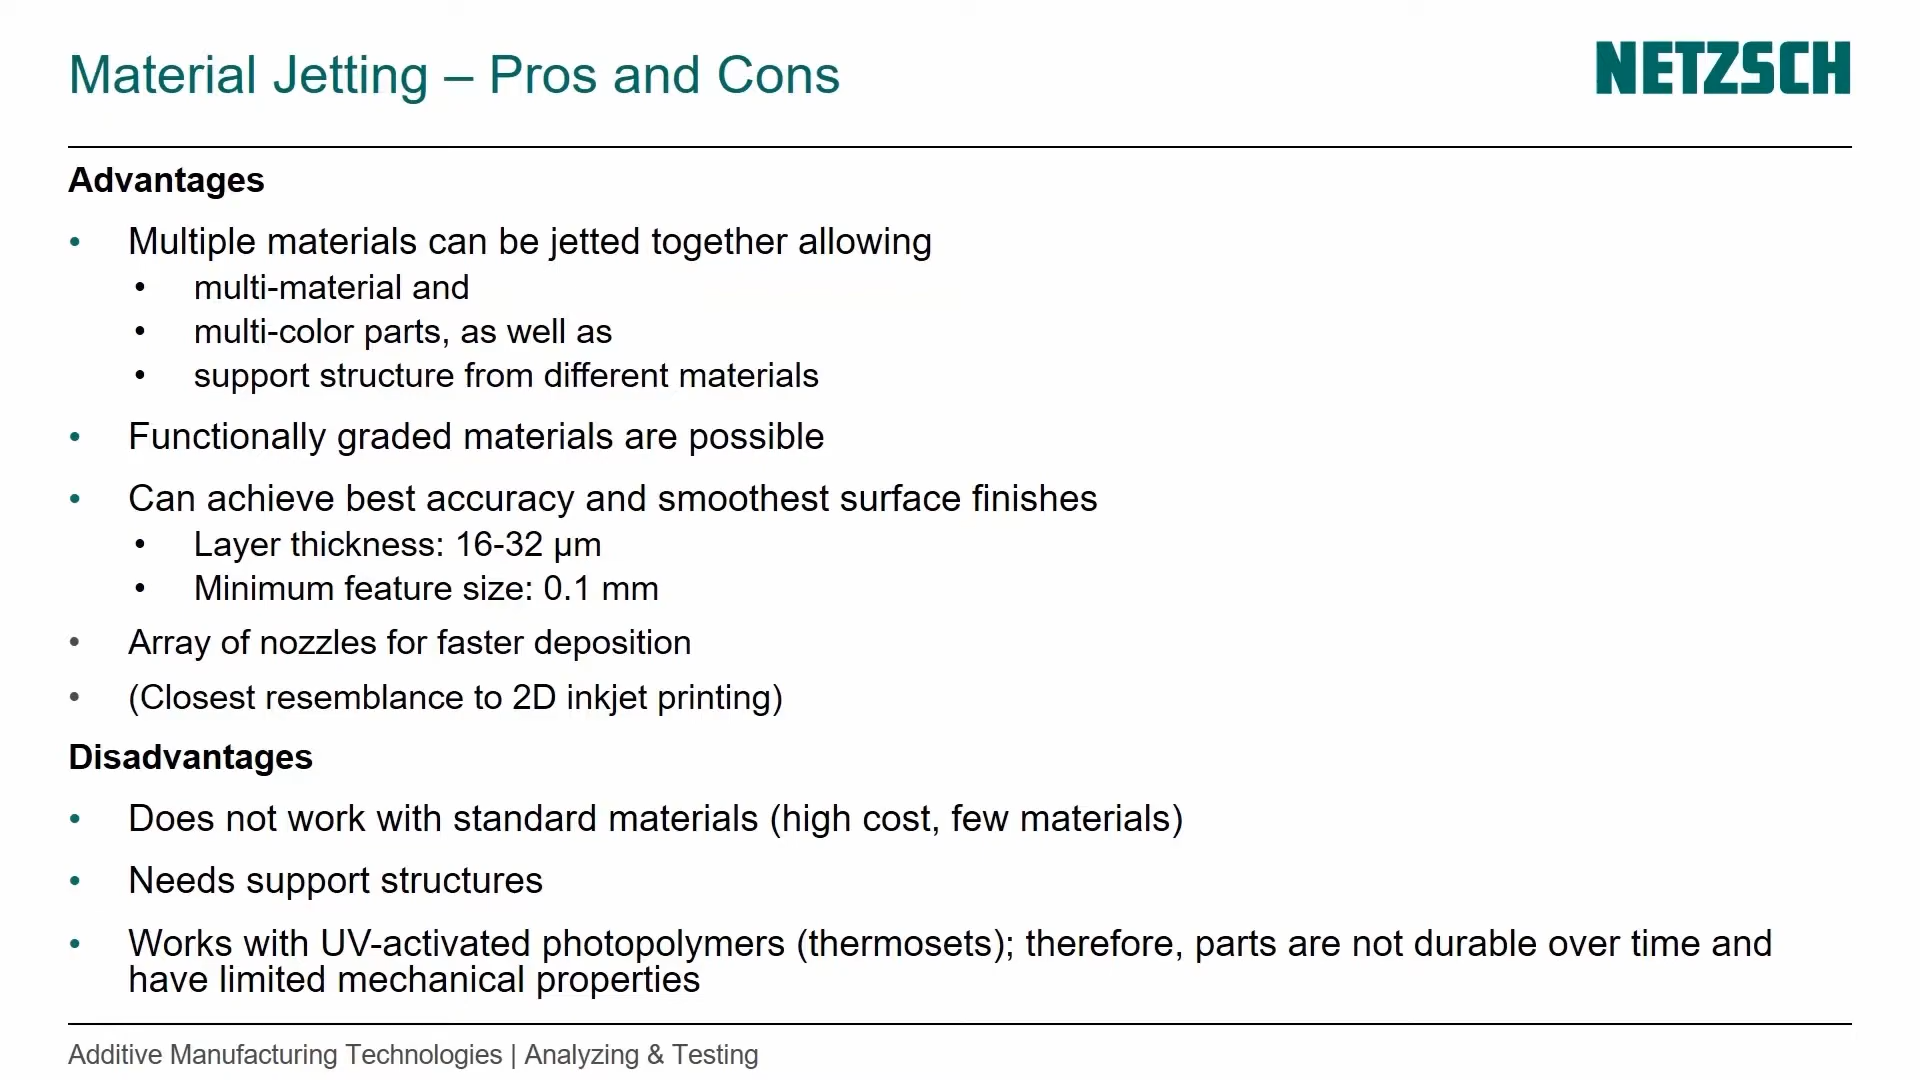 Material Jetting – Pros and Cons
NETZSCH
Advantages
• Multiple materials can be jetted together allowing
• multi-material and
• multi-color parts, as well as
• support structure from different materials
• Functionally graded materials are possible
• Can achieve best accuracy and smoothest surface finishes
• Layer thickness: 16-32 µm
• Minimum feature size: 0.1 mm
• Array of nozzles for faster deposition
• (Closest resemblance to 2D inkjet printing)
Disadvantages
• Does not work with standard materials (high cost, few materials)
• Needs support structures
• Works with UV-activated photopolymers (thermosets); therefore, parts are not durable over time and
have limited mechanical properties
Additive Manufacturing Technologies | Analyzing & Testing